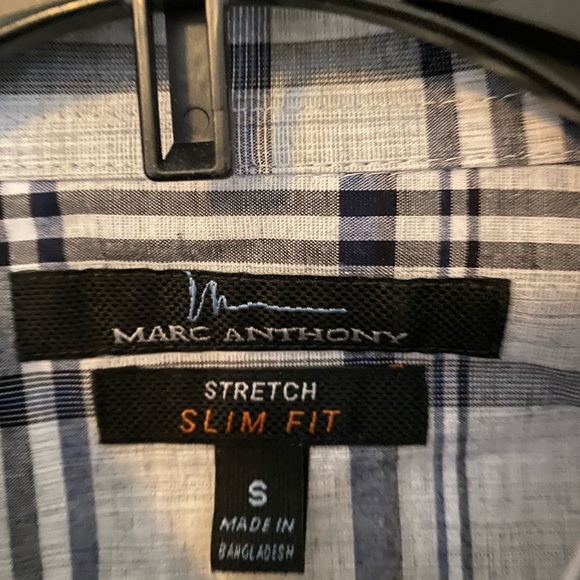 MARC ANTHONY
STRETCH
SLIM FIT
S
MADE IN
BANGLADESH